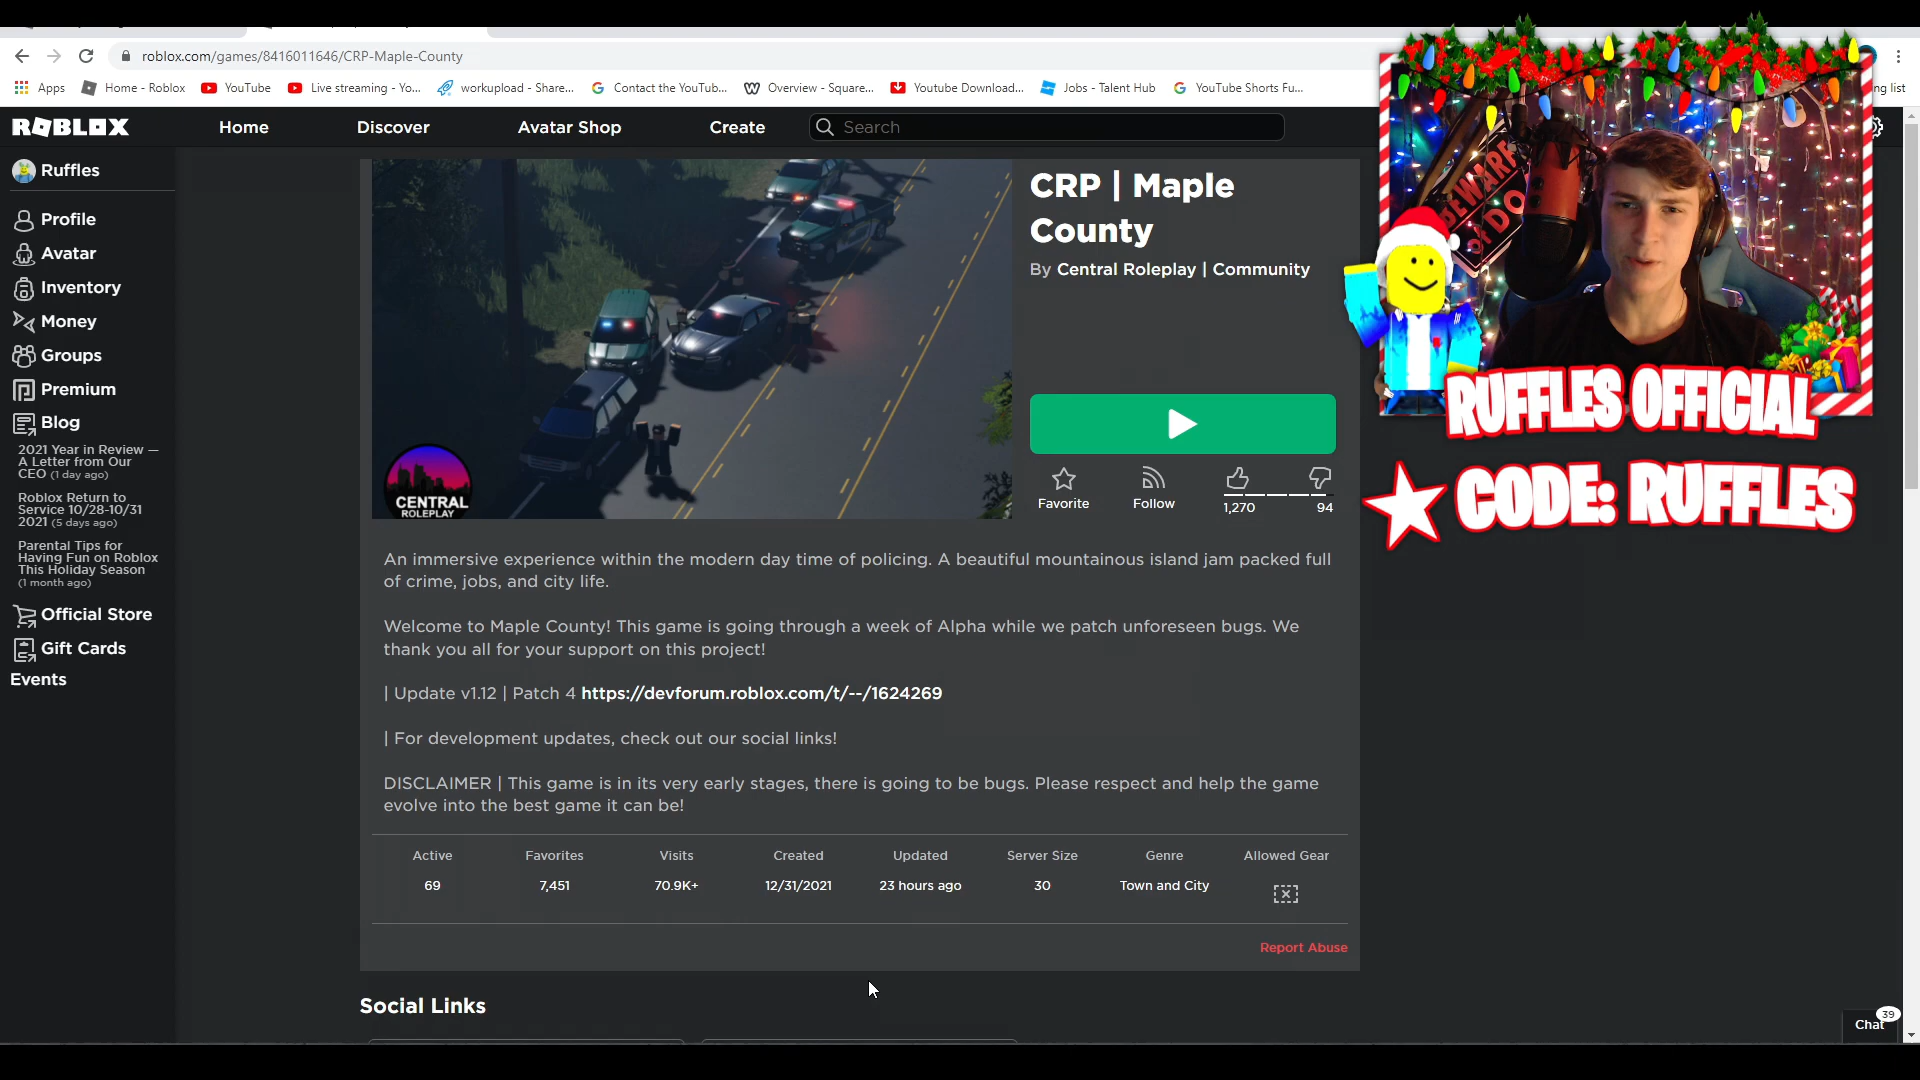 roblox.com/games/8416011646/CRP-Maple-County
Apps Home - Roblox YouTube Live streaming - Yo... workupload - Share... Contact the YouTub... Overview - Square... Youtube Download... Jobs - Talent Hub YouTube Shorts Fu... ng list
ROBLOX Home Discover Avatar Shop Create Search
Ruffles
Profile
Avatar
Inventory
Money
Groups
Premium
Blog
2021 Year in Review —
A Letter from Our
CEO (1 day ago)
Roblox Return to
Service 10/28-10/31
2021 (5 days ago)
Parental Tips for
Having Fun on Roblox
This Holiday Season
(1 month ago)
Official Store
Gift Cards
Events
CENTRAL
ROLEPLAY
CRP | Maple
County
By Central Roleplay | Community
Favorite Follow 1,270 94
An immersive experience within the modern day time of policing. A beautiful mountainous island jam packed full
of crime, jobs, and city life.
Welcome to Maple County! This game is going through a week of Alpha while we patch unforeseen bugs. We
thank you all for your support on this project!
| Update v1.12 | Patch 4 https://devforum.roblox.com/t/--/1624269
| For development updates, check out our social links!
DISCLAIMER | This game is in its very early stages, there is going to be bugs. Please respect and help the game
evolve into the best game it can be!
Active Favorites Visits Created Updated Server Size Genre Allowed Gear
69 7,451 70.9K+ 12/31/2021 23 hours ago 30 Town and City
Report Abuse
Social Links
BEWARE
OF DO
RUFFLES OFFICIAL
CODE: RUFFLES
Chat 39